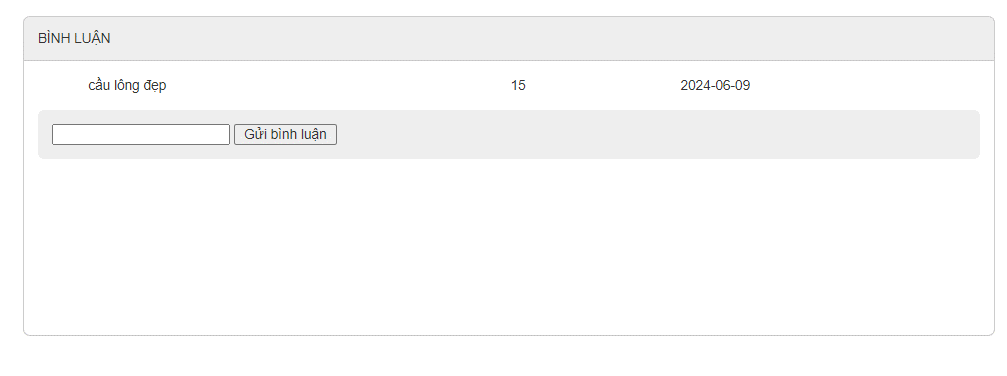 BÌNH LUẬN
cầu lông đẹp 15 2024-06-09
Gửi bình luận